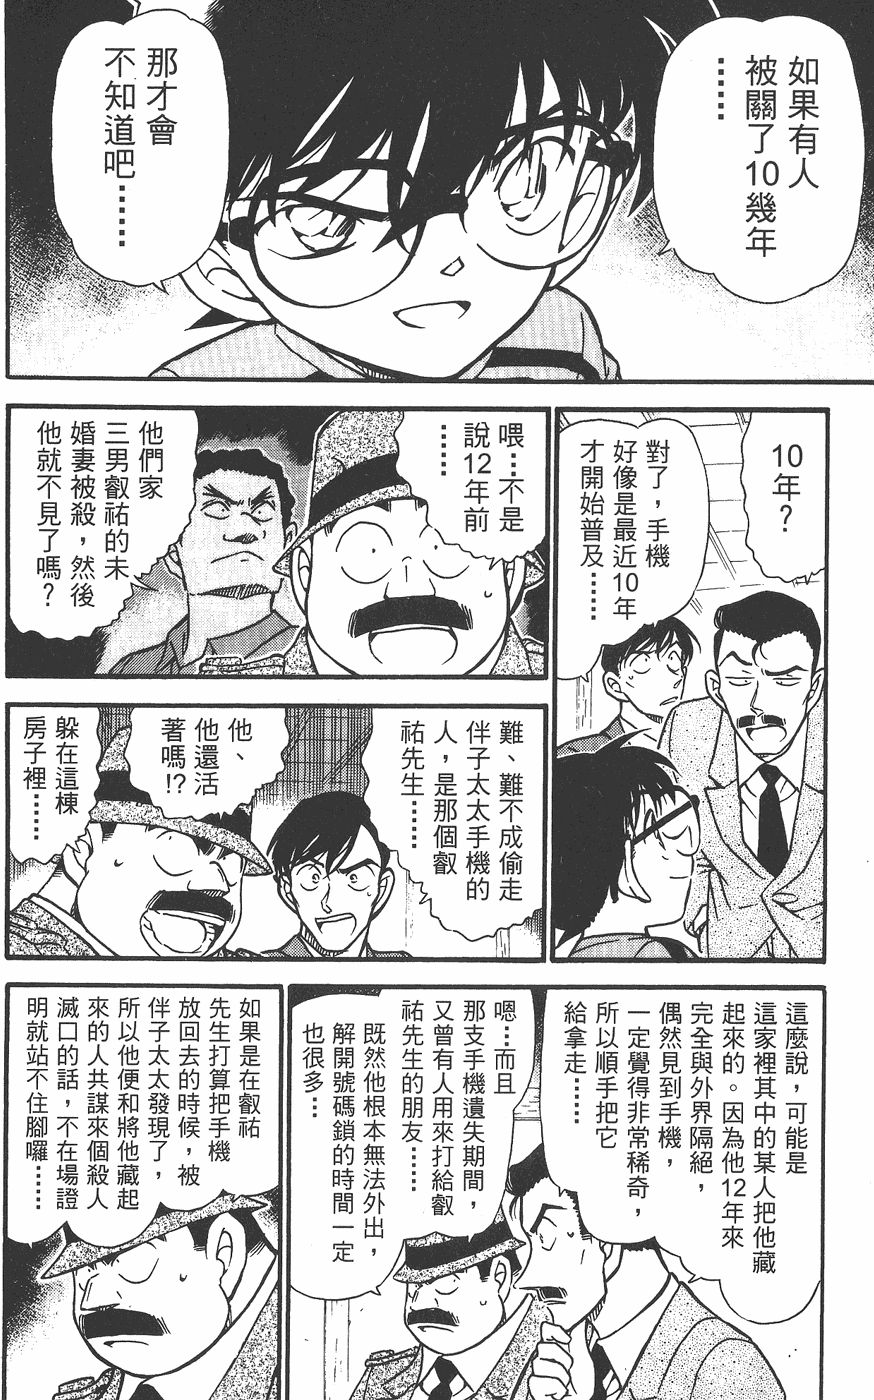 如果有人
被關了10幾年
……
那才會
不知道吧……
10年？
對了，手機
好像是最近10年
才開始普及……
喂…不是
說12年前
……
他們家
三男叡祐的未
婚妻被殺，然後
他就不見了嗎？
難、難不成偷走
伴子太太手機的
人，是那個叡
祐先生……
他、
他還活
著嗎!?
躲在這棟
房子裡……
這麼說，可能是
這家裡其中的某人把他藏
起來的。因為他12年來
完全與外界隔絕，
偶然見到手機，
一定覺得非常稀奇，
所以順手把它
給拿走……
嗯…而且
那支手機遺失期間，
又曾有人用來打給叡
祐先生的朋友……
既然他根本無法外出，
解開號碼鎖的時間一定
也很多…
如果是在叡祐
先生打算把手機
放回去的時候，被
伴子太太發現了，
所以他便和將他藏起
來的人共謀來個殺人
滅口的話，不在場證
明就站不住腳囉……